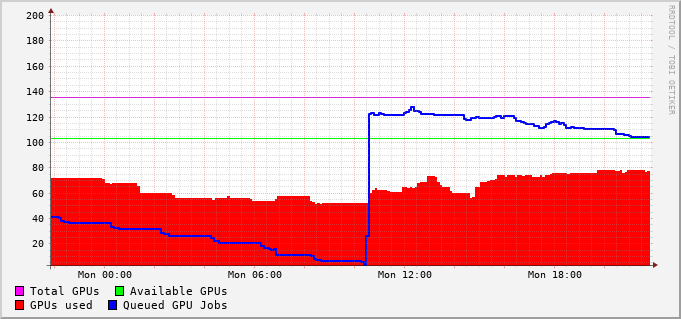 200
180
160
140
120
100
80
60
40
20
Mon 00:00 Mon 06:00 Mon 12:00 Mon 18:00
Total GPUs Available GPUs
GPUs used Queued GPU Jobs
RRDTOOL / TOBI OETIKER